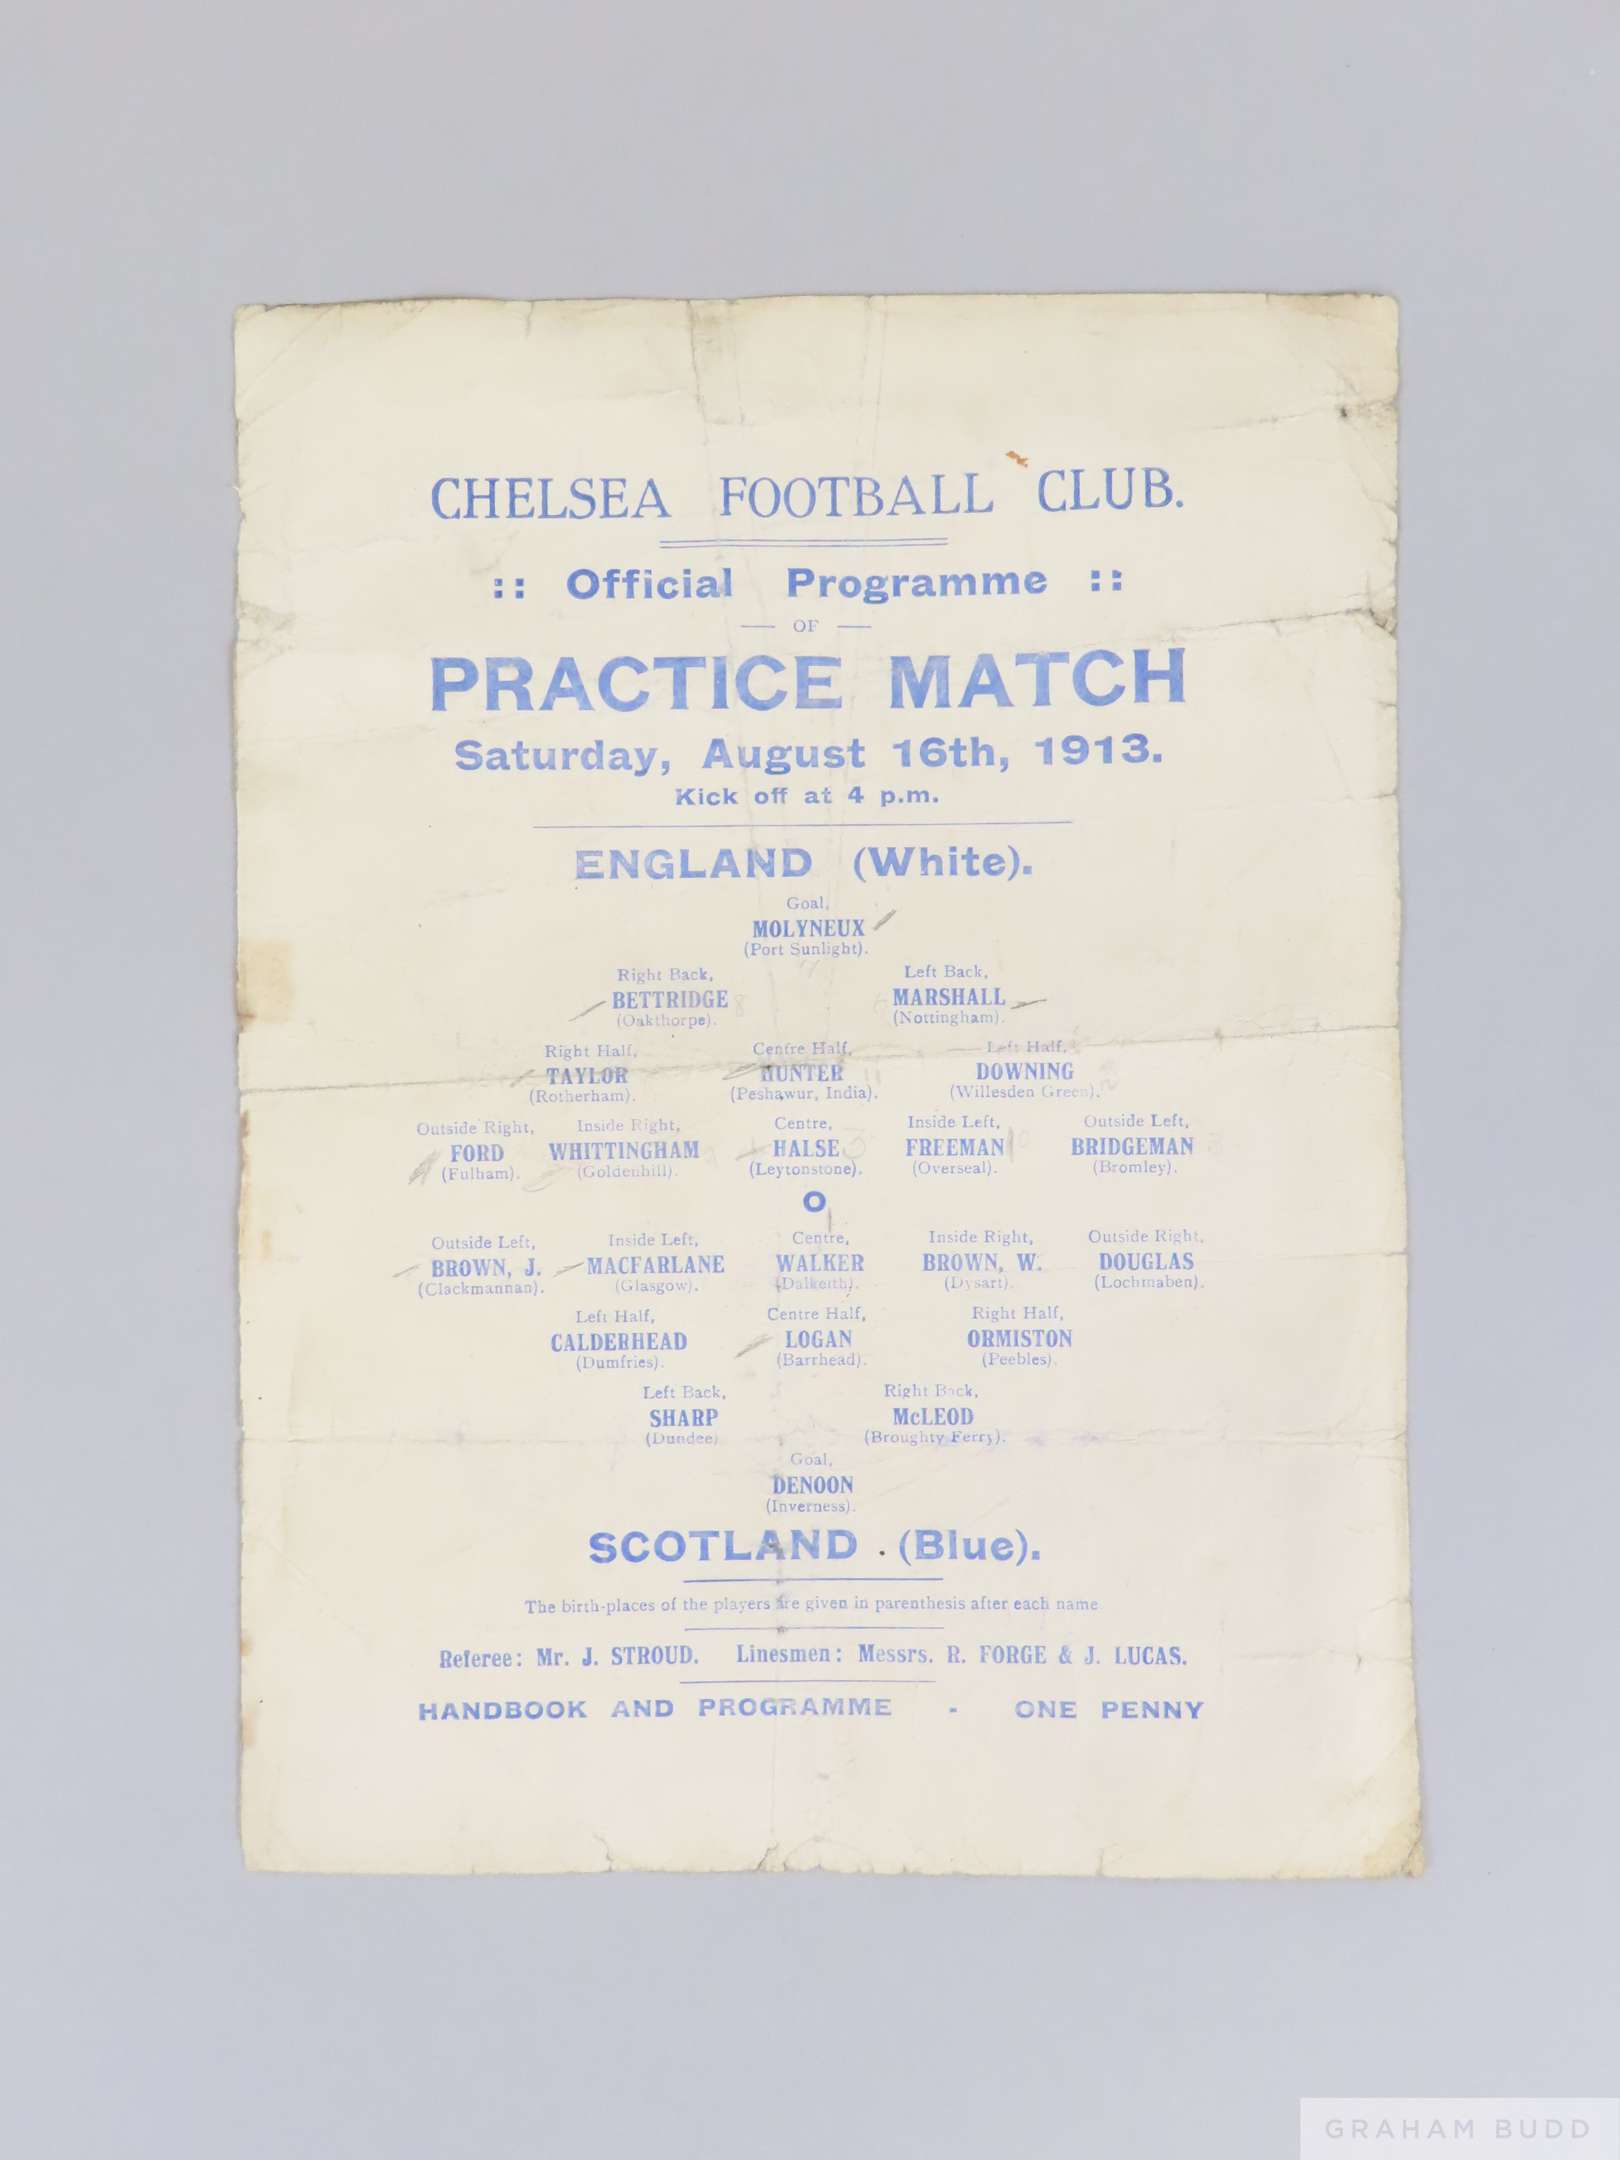 CHELSEA FOOTBALL CLUB.
:: Official Programme ::
— OF —
PRACTICE MATCH
Saturday, August 16th, 1913.
Kick off at 4 p.m.
ENGLAND (White).
Goal,
MOLYNEUX
(Port Sunlight).
Right Back, Left Back,
BETTRIDGE MARSHALL
(Oakthorpe). (Nottingham).
Right Half, Centre Half, Left Half,
TAYLOR HUNTER DOWNING
(Rotherham). (Peshawur, India). (Willesden Green).
Outside Right, Inside Right, Centre, Inside Left, Outside Left,
FORD WHITTINGHAM HALSE FREEMAN BRIDGEMAN
(Fulham). (Goldenhill). (Leytonstone). (Overseal). (Bromley).
O
Outside Left, Inside Left, Centre, Inside Right, Outside Right,
BROWN, J. MACFARLANE WALKER BROWN, W. DOUGLAS
(Clackmannan). (Glasgow). (Dalkeith). (Dysart). (Lochmaben).
Left Half, Centre Half, Right Half,
CALDERHEAD LOGAN ORMISTON
(Dumfries). (Barrhead). (Peebles).
Left Back, Right Back,
SHARP McLEOD
(Dundee) (Broughty Ferry).
Goal,
DENOON
(Inverness).
SCOTLAND (Blue).
The birth-places of the players are given in parenthesis after each name
Referee: Mr. J. STROUD. Linesmen: Messrs. R. FORGE & J. LUCAS.
HANDBOOK AND PROGRAMME - ONE PENNY
GRAHAM BUDD